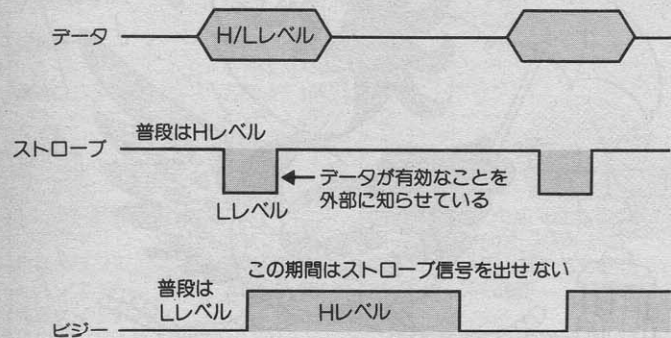 データ
H/Lレベル
普段はHレベル
ストローブ
データが有効なことを
外部に知らせている
Lレベル
この期間はストローブ信号を出せない
普段は
Lレベル
Hレベル
ビジー